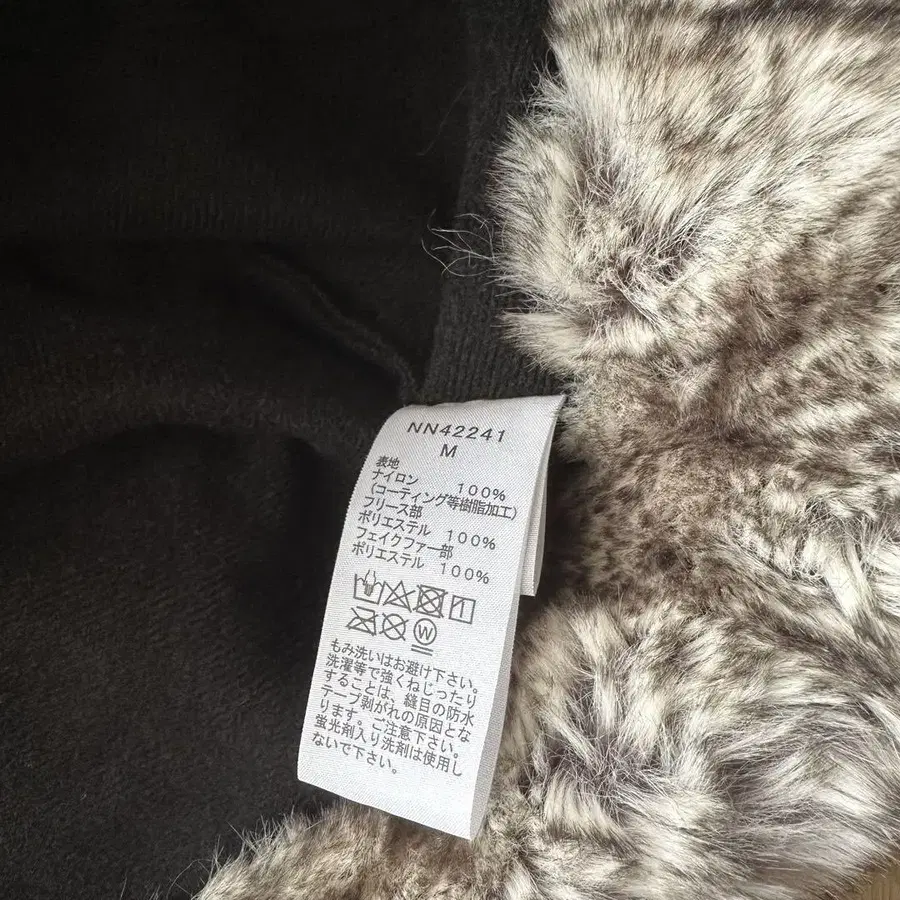 NN42241
M
表地
ナイロン 100%
(コーティング等樹脂加工)
フリース部
ポリエステル 100%
フェイクファー部
ポリエステル 100%
W
もみ洗いはお避け下さい。
洗濯等で強くねじったり
することは、縫目の防水
テープ剥がれの原因とな
ります。ご注意下さい。
蛍光剤入り洗剤は使用し
ないで下さい。